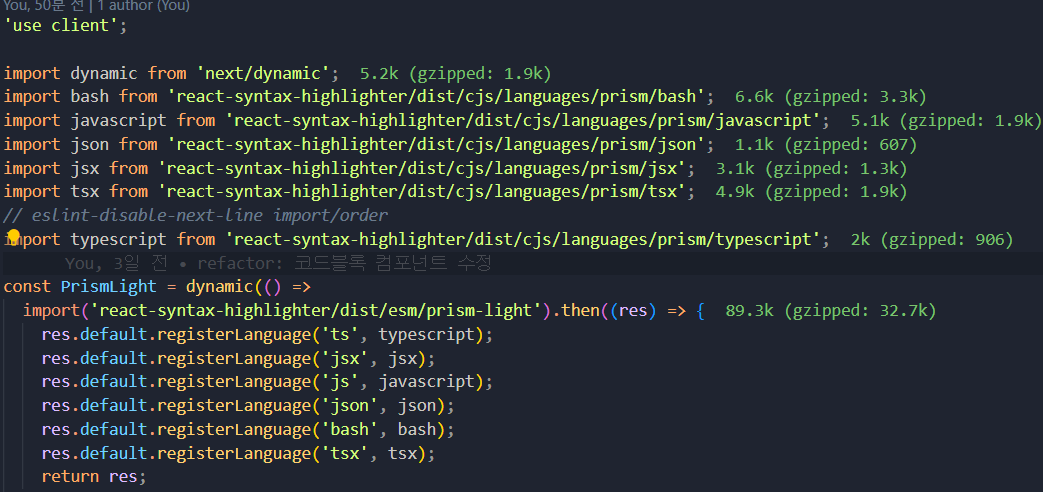 You, 50분 전 | 1 author (You)
'use client';
import dynamic from 'next/dynamic';  5.2k (gzipped: 1.9k)
import bash from 'react-syntax-highlighter/dist/cjs/languages/prism/bash';  6.6k (gzipped: 3.3k)
import javascript from 'react-syntax-highlighter/dist/cjs/languages/prism/javascript';  5.1k (gzipped: 1.9k)
import json from 'react-syntax-highlighter/dist/cjs/languages/prism/json';  1.1k (gzipped: 607)
import jsx from 'react-syntax-highlighter/dist/cjs/languages/prism/jsx';  3.1k (gzipped: 1.3k)
import tsx from 'react-syntax-highlighter/dist/cjs/languages/prism/tsx';  4.9k (gzipped: 1.9k)
// eslint-disable-next-line import/order
import typescript from 'react-syntax-highlighter/dist/cjs/languages/prism/typescript';  2k (gzipped: 906)
You, 3일 전 • refactor: 코드블록 컴포넌트 수정
const PrismLight = dynamic(() =>
  import('react-syntax-highlighter/dist/esm/prism-light').then((res) => {  89.3k (gzipped: 32.7k)
    res.default.registerLanguage('ts', typescript);
    res.default.registerLanguage('jsx', jsx);
    res.default.registerLanguage('js', javascript);
    res.default.registerLanguage('json', json);
    res.default.registerLanguage('bash', bash);
    res.default.registerLanguage('tsx', tsx);
    return res;